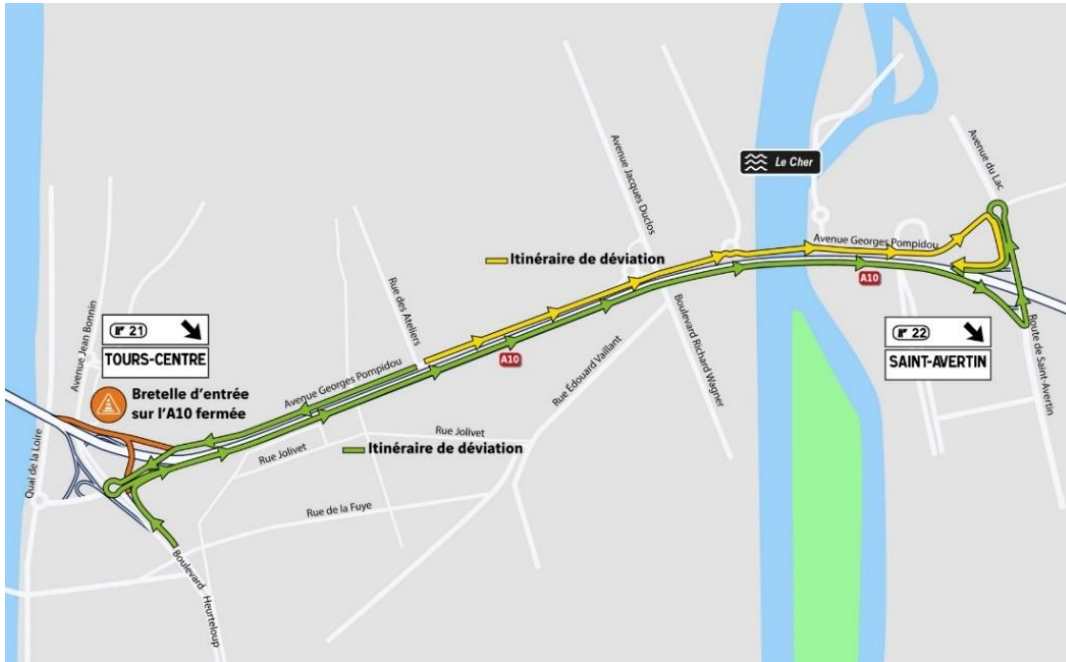 Le Cher
Avenue du Lac
Avenue Jacques Duclos
Avenue Georges Pompidou
Itinéraire de déviation
A10
Rue des Ateliers
Avenue Jean Bonnin
21
TOURS-CENTRE
22
SAINT-AVERTIN
Boulevard Richard Wagner
Route de Saint-Avertin
A10
Rue Edouard Vaillant
Avenue Georges Pompidou
Bretelle d'entrée
sur l'A10 fermée
Quai de la Loire
Rue Jolivet
Rue Jolivet
Itinéraire de déviation
Rue de la Fuye
Boulevard Heurteloup